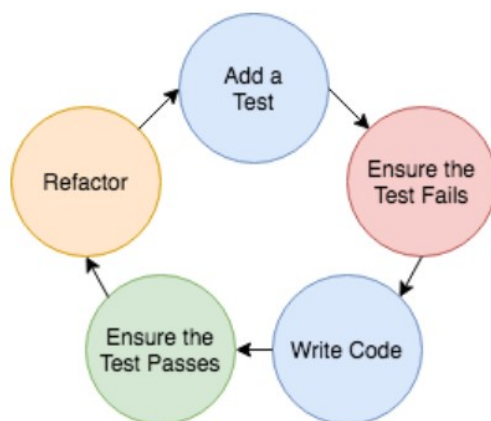 Add a
Test
Ensure the
Test Fails
Write Code
Ensure the
Test Passes
Refactor